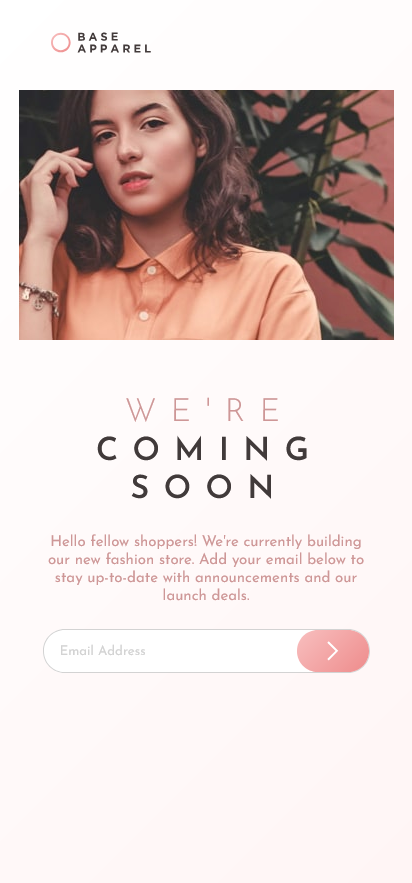 BASE
APPAREL
WE'RE
COMING
SOON
Hello fellow shoppers! We're currently building
our new fashion store. Add your email below to
stay up-to-date with announcements and our
launch deals.
Email Address